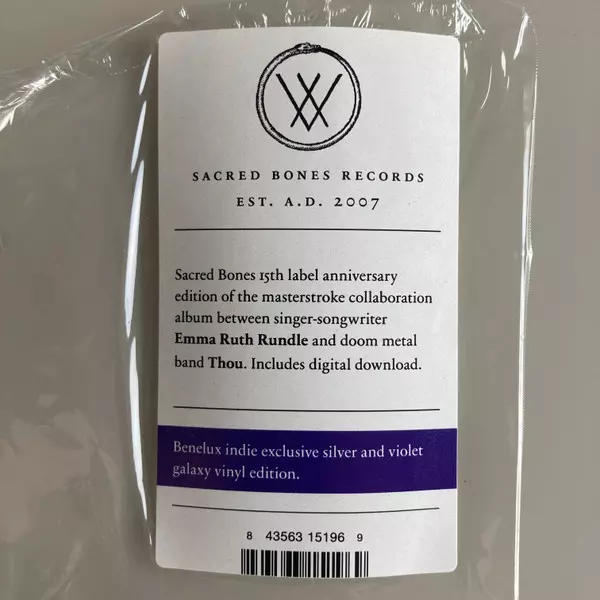 SACRED BONES RECORDS
EST. A.D. 2007
Sacred Bones 15th label anniversary
edition of the masterstroke collaboration
album between singer-songwriter
Emma Ruth Rundle and doom metal
band Thou. Includes digital download.
Benelux indie exclusive silver and violet
galaxy vinyl edition.
8 43563 15196 9